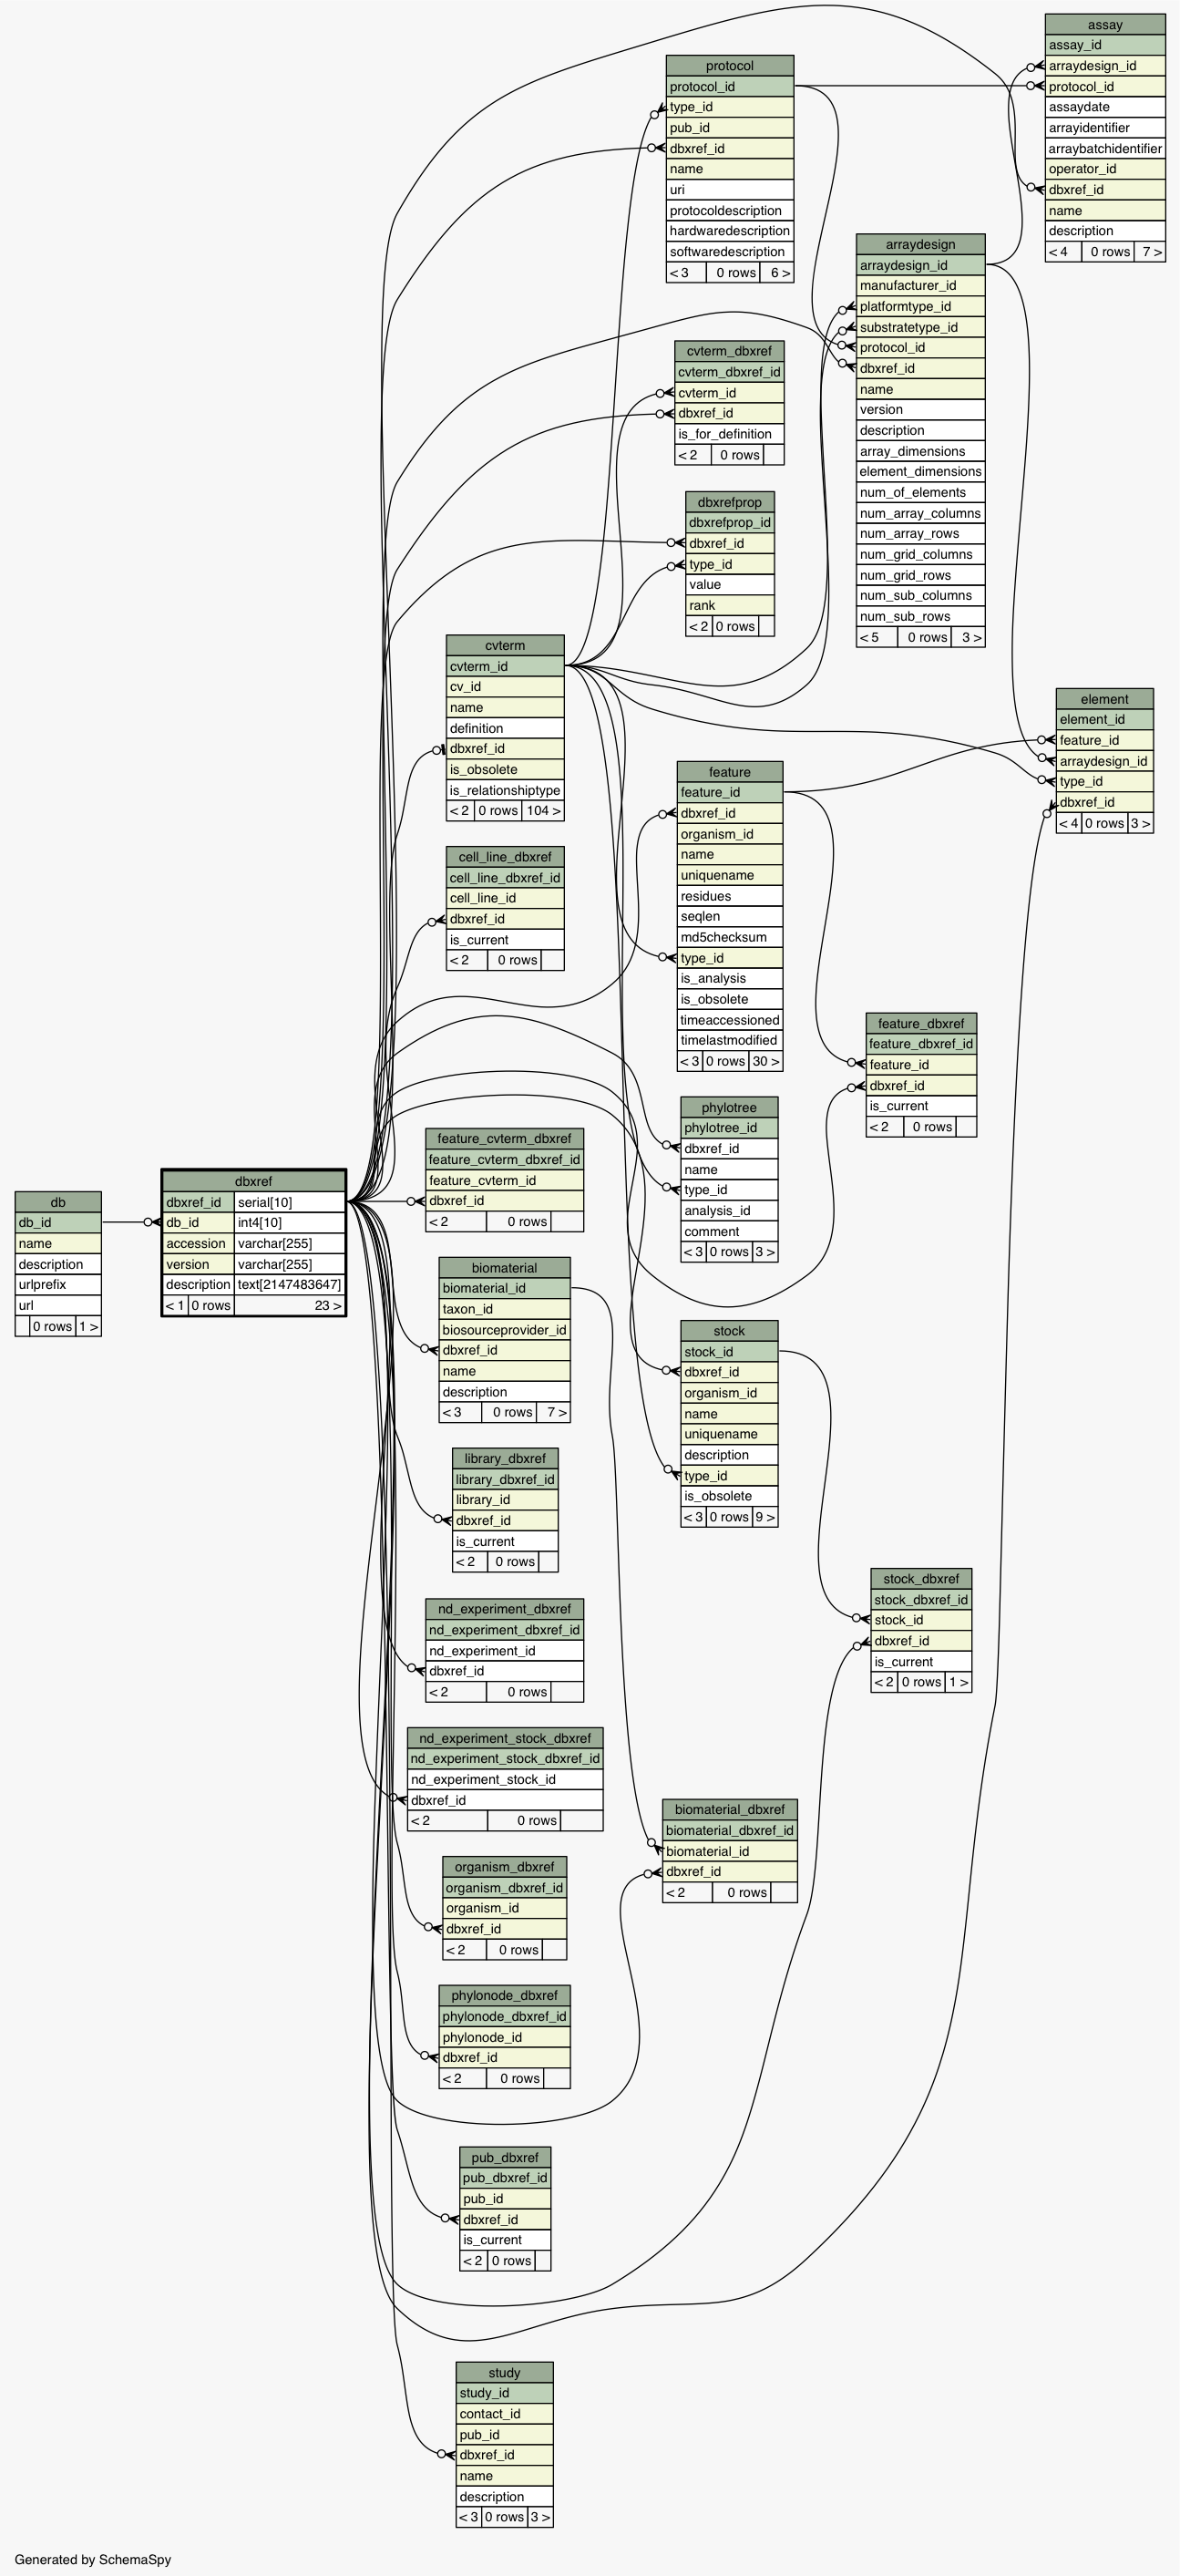 db
db_id
name
description
urlprefix
url
0 rows 1 >
dbxref
dbxref_id serial[10]
db_id int4[10]
accession varchar[255]
version varchar[255]
description text[2147483647]
< 1 0 rows 23 >
cvterm
cvterm_id
cv_id
name
definition
dbxref_id
is_obsolete
is_relationshiptype
< 2 0 rows 104 >
cell_line_dbxref
cell_line_dbxref_id
cell_line_id
dbxref_id
is_current
< 2 0 rows
feature_cvterm_dbxref
feature_cvterm_dbxref_id
feature_cvterm_id
dbxref_id
< 2 0 rows
biomaterial
biomaterial_id
taxon_id
biosourceprovider_id
dbxref_id
name
description
< 3 0 rows 7 >
library_dbxref
library_dbxref_id
library_id
dbxref_id
is_current
< 2 0 rows
nd_experiment_dbxref
nd_experiment_dbxref_id
nd_experiment_id
dbxref_id
< 2 0 rows
nd_experiment_stock_dbxref
nd_experiment_stock_dbxref_id
nd_experiment_stock_id
dbxref_id
< 2 0 rows
organism_dbxref
organism_dbxref_id
organism_id
dbxref_id
< 2 0 rows
phylonode_dbxref
phylonode_dbxref_id
phylonode_id
dbxref_id
< 2 0 rows
pub_dbxref
pub_dbxref_id
pub_id
dbxref_id
is_current
< 2 0 rows
study
study_id
contact_id
pub_id
dbxref_id
name
description
< 3 0 rows 3 >
protocol
protocol_id
type_id
pub_id
dbxref_id
name
uri
protocoldescription
hardwaredescription
softwaredescription
< 3 0 rows 6 >
cvterm_dbxref
cvterm_dbxref_id
cvterm_id
dbxref_id
is_for_definition
< 2 0 rows
dbxrefprop
dbxrefprop_id
dbxref_id
type_id
value
rank
< 2 0 rows
feature
feature_id
dbxref_id
organism_id
name
uniquename
residues
seqlen
md5checksum
type_id
is_analysis
is_obsolete
timeaccessioned
timelastmodified
< 3 0 rows 30 >
phylotree
phylotree_id
dbxref_id
name
type_id
analysis_id
comment
< 3 0 rows 3 >
stock
stock_id
dbxref_id
organism_id
name
uniquename
description
type_id
is_obsolete
< 3 0 rows 9 >
biomaterial_dbxref
biomaterial_dbxref_id
biomaterial_id
dbxref_id
< 2 0 rows
arraydesign
arraydesign_id
manufacturer_id
platformtype_id
substratetype_id
protocol_id
dbxref_id
name
version
description
array_dimensions
element_dimensions
num_of_elements
num_array_columns
num_array_rows
num_grid_columns
num_grid_rows
num_sub_columns
num_sub_rows
< 5 0 rows 3 >
feature_dbxref
feature_dbxref_id
feature_id
dbxref_id
is_current
< 2 0 rows
stock_dbxref
stock_dbxref_id
stock_id
dbxref_id
is_current
< 2 0 rows 1 >
assay
assay_id
arraydesign_id
protocol_id
assaydate
arrayidentifier
arraybatchidentifier
operator_id
dbxref_id
name
description
< 4 0 rows 7 >
element
element_id
feature_id
arraydesign_id
type_id
dbxref_id
< 4 0 rows 3 >
Generated by SchemaSpy